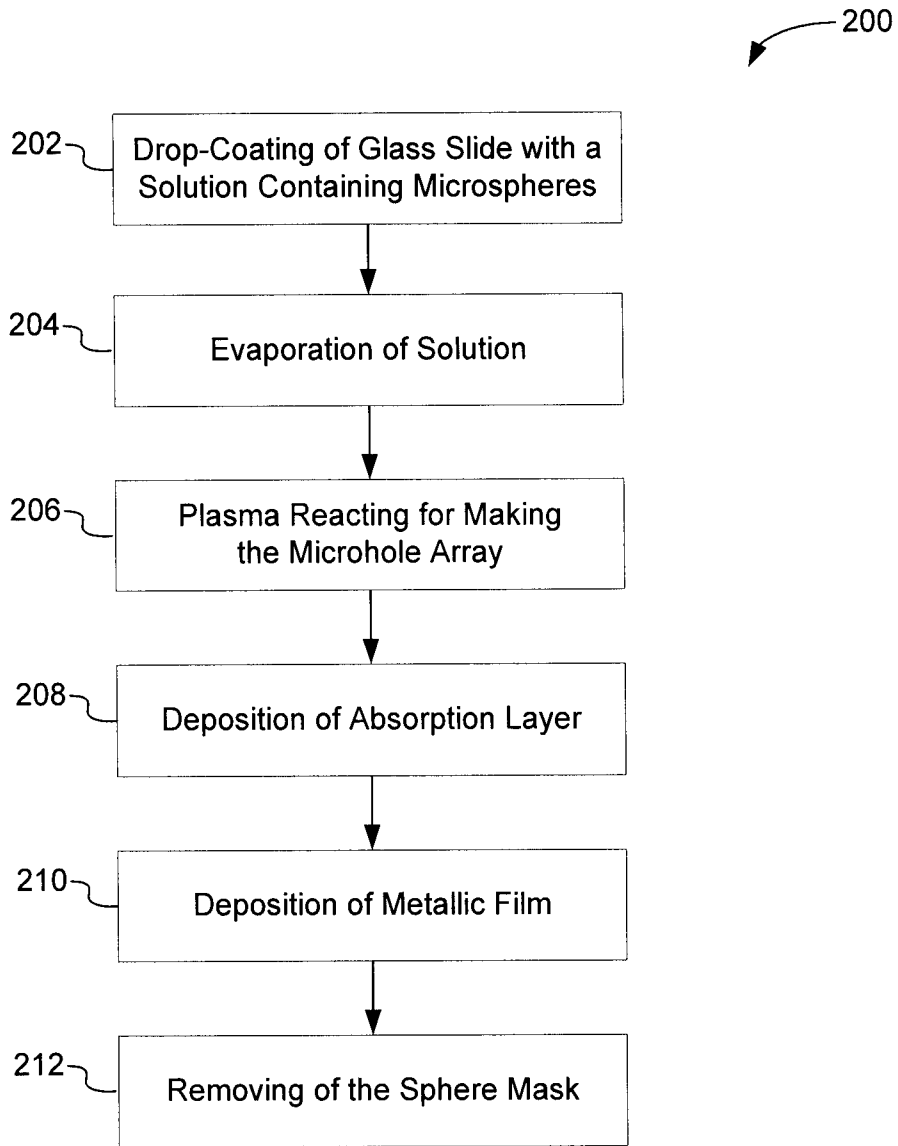 200
202
Drop-Coating of Glass Slide with a
Solution Containing Microspheres
204
Evaporation of Solution
206
Plasma Reacting for Making
the Microhole Array
208
Deposition of Absorption Layer
210
Deposition of Metallic Film
212
Removing of the Sphere Mask